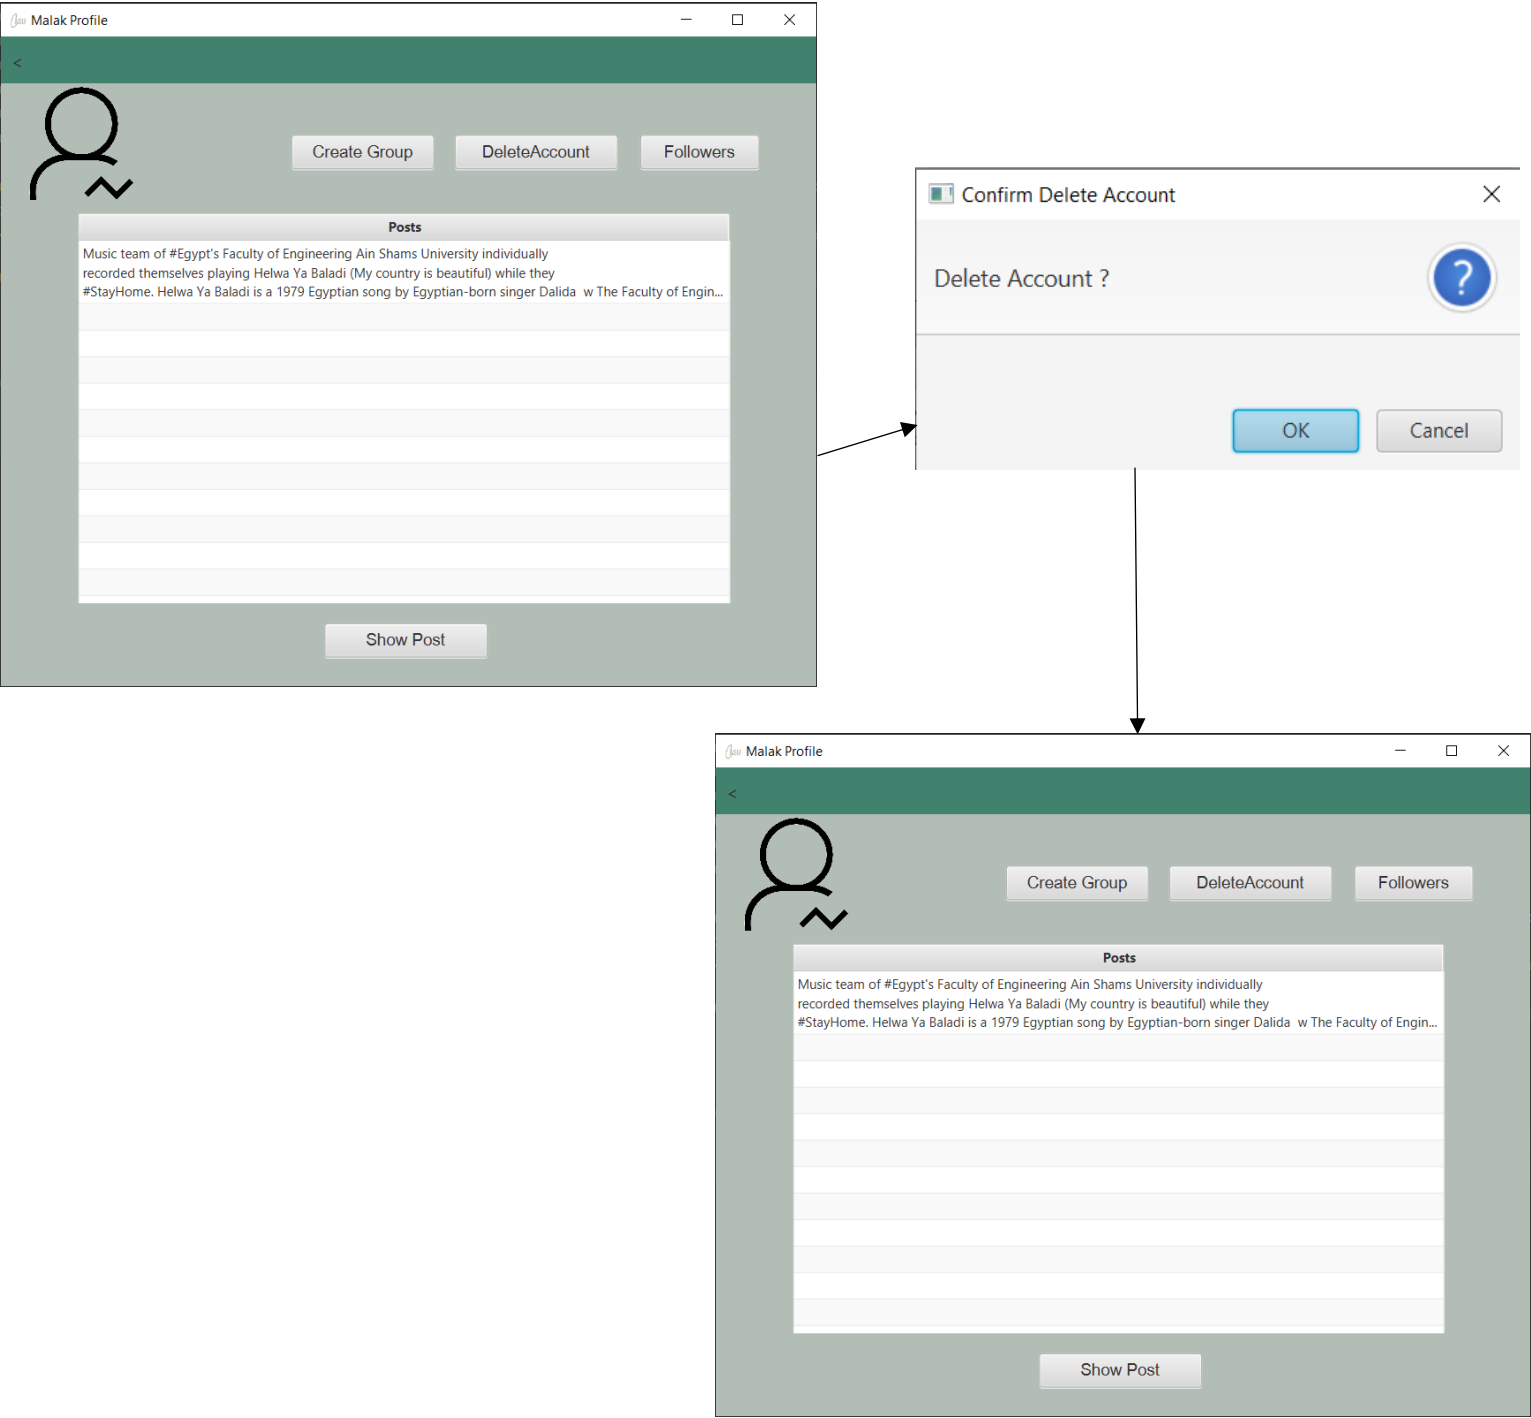 Malak Profile
<
Create Group
DeleteAccount
Followers
Posts
Music team of #Egypt's Faculty of Engineering Ain Shams University individually
recorded themselves playing Helwa Ya Baladi (My country is beautiful) while they
#StayHome. Helwa Ya Baladi is a 1979 Egyptian song by Egyptian-born singer Dalida  w The Faculty of Engin...
Show Post
Confirm Delete Account
Delete Account ?
?
OK
Cancel
Malak Profile
<
Create Group
DeleteAccount
Followers
Posts
Music team of #Egypt's Faculty of Engineering Ain Shams University individually
recorded themselves playing Helwa Ya Baladi (My country is beautiful) while they
#StayHome. Helwa Ya Baladi is a 1979 Egyptian song by Egyptian-born singer Dalida  w The Faculty of Engin...
Show Post